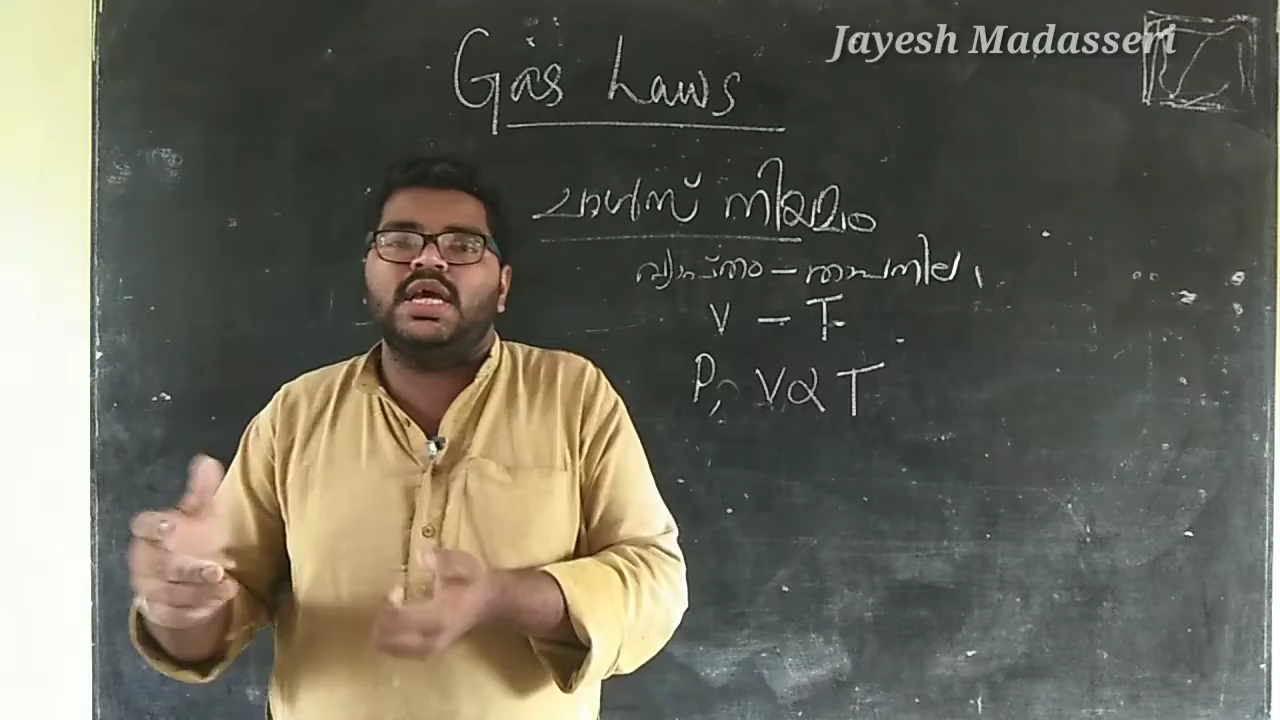 Jayesh Madasseri
Gas Laws
ചാൾസ് നിയമം
വ്യാപ്തം – താപനില
V – T
P, V α T